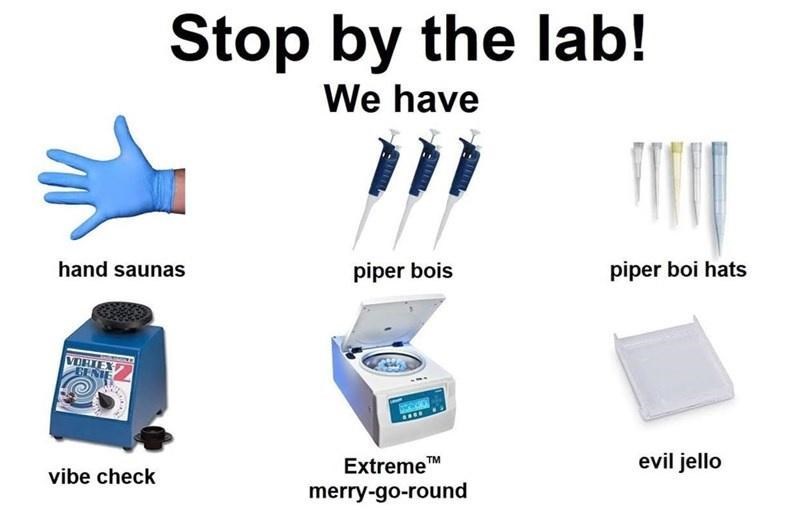 Stop by the lab!
We have
hand saunas
piper bois
piper boi hats
VORTEX
GENIE 2
vibe check
Extreme™
merry-go-round
evil jello